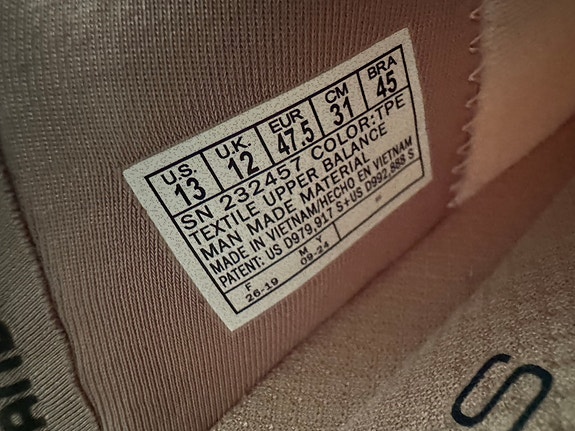 U.S. U.K. EUR CM BRA
13 12 47.5 31 45
SN 232457 COLOR:TPE
TEXTILE UPPER BALANCE
MAN MADE MATERIAL
MADE IN VIETNAM/HECHO EN VIETNAM
PATENT: US D979,917 S+US D992,888 S
F M
26-19 09-24
S